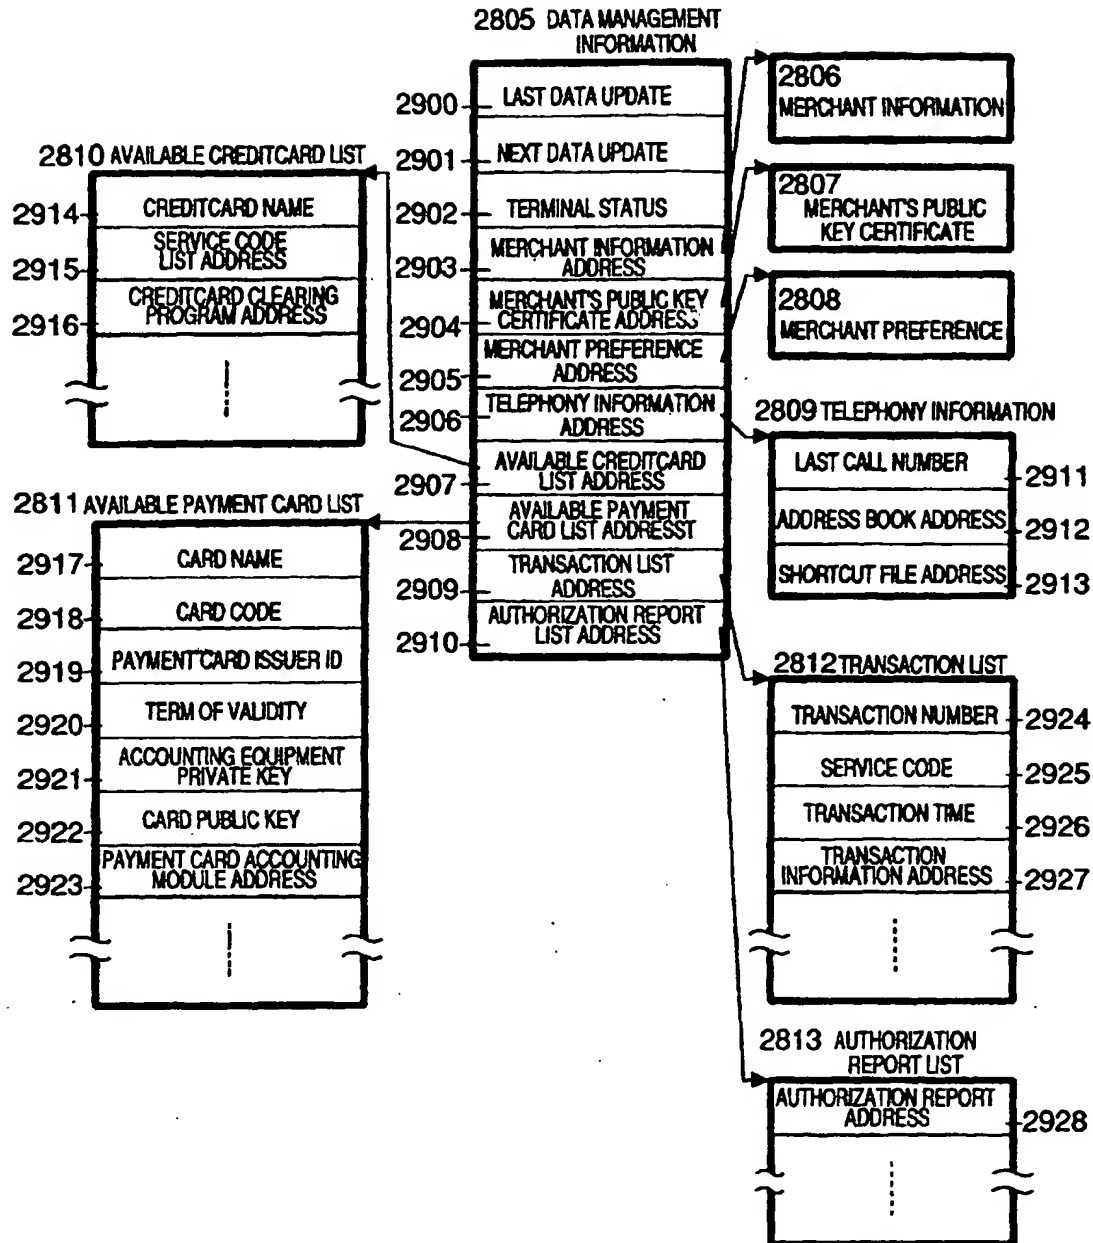 2805 DATA MANAGEMENT
INFORMATION
2900 LAST DATA UPDATE
2901 NEXT DATA UPDATE
2902 TERMINAL STATUS
2903 MERCHANT INFORMATION
ADDRESS
2904 MERCHANT'S PUBLIC KEY
CERTIFICATE ADDRESS
2905 MERCHANT PREFERENCE
ADDRESS
2906 TELEPHONY INFORMATION
ADDRESS
2907 AVAILABLE CREDITCARD
LIST ADDRESS
2908 AVAILABLE PAYMENT
CARD LIST ADDRESST
2909 TRANSACTION LIST
ADDRESS
2910 AUTHORIZATION REPORT
LIST ADDRESS
2810 AVAILABLE CREDITCARD LIST
2914 CREDITCARD NAME
2915 SERVICE CODE
LIST ADDRESS
2916 CREDITCARD CLEARING
PROGRAM ADDRESS
2811 AVAILABLE PAYMENT CARD LIST
2917 CARD NAME
2918 CARD CODE
2919 PAYMENT CARD ISSUER ID
2920 TERM OF VALIDITY
2921 ACCOUNTING EQUIPMENT
PRIVATE KEY
2922 CARD PUBLIC KEY
2923 PAYMENT CARD ACCOUNTING
MODULE ADDRESS
2806
MERCHANT INFORMATION
2807
MERCHANT'S PUBLIC
KEY CERTIFICATE
2808
MERCHANT PREFERENCE
2809 TELEPHONY INFORMATION
LAST CALL NUMBER 2911
ADDRESS BOOK ADDRESS 2912
SHORTCUT FILE ADDRESS 2913
2812 TRANSACTION LIST
TRANSACTION NUMBER 2924
SERVICE CODE 2925
TRANSACTION TIME 2926
TRANSACTION
INFORMATION ADDRESS 2927
2813 AUTHORIZATION
REPORT LIST
AUTHORIZATION REPORT
ADDRESS 2928